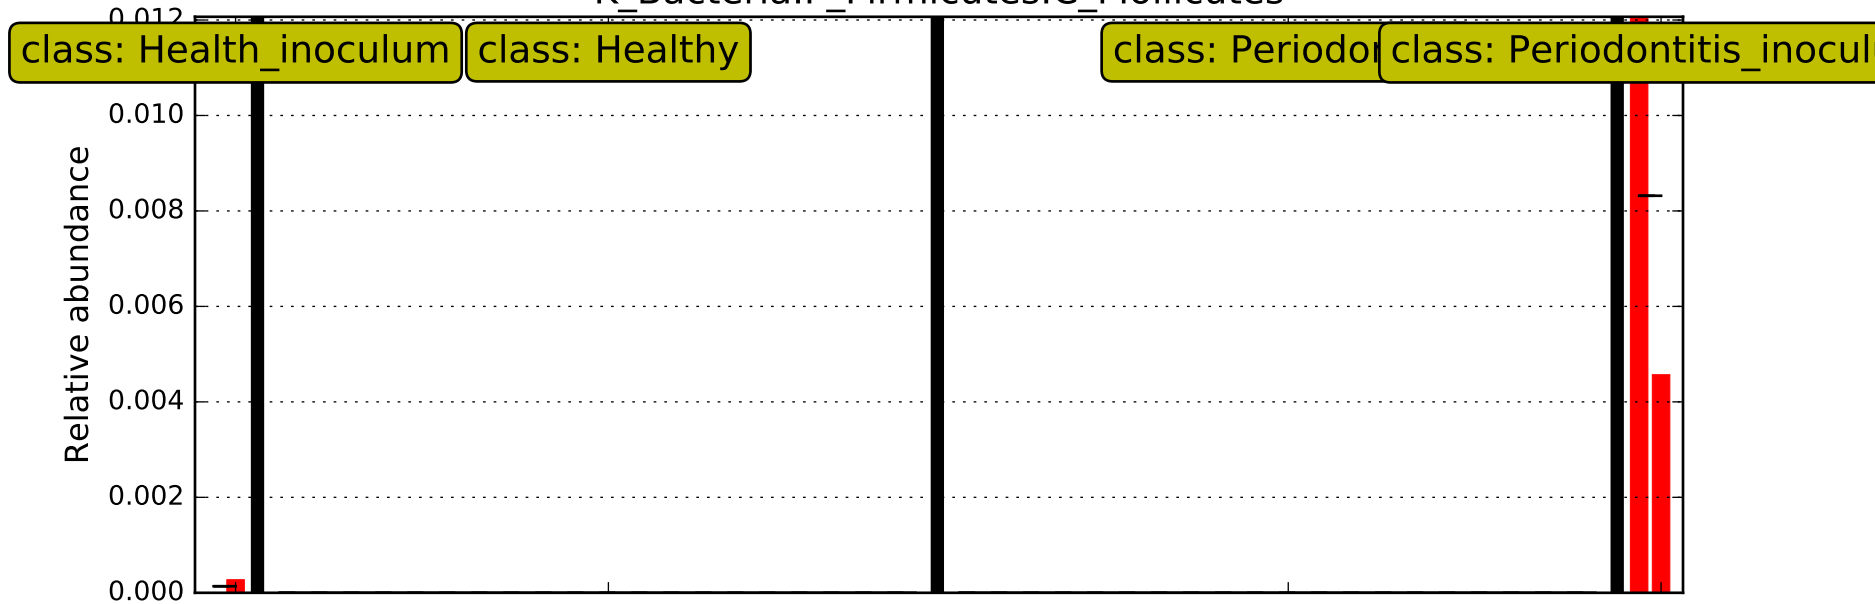 0.012
class: Health_inoculum
class: Healthy
class:
class: Periodontitis_inocul
0.010
0.008
0.006
0.004
0.002
0.000
Relative abundance